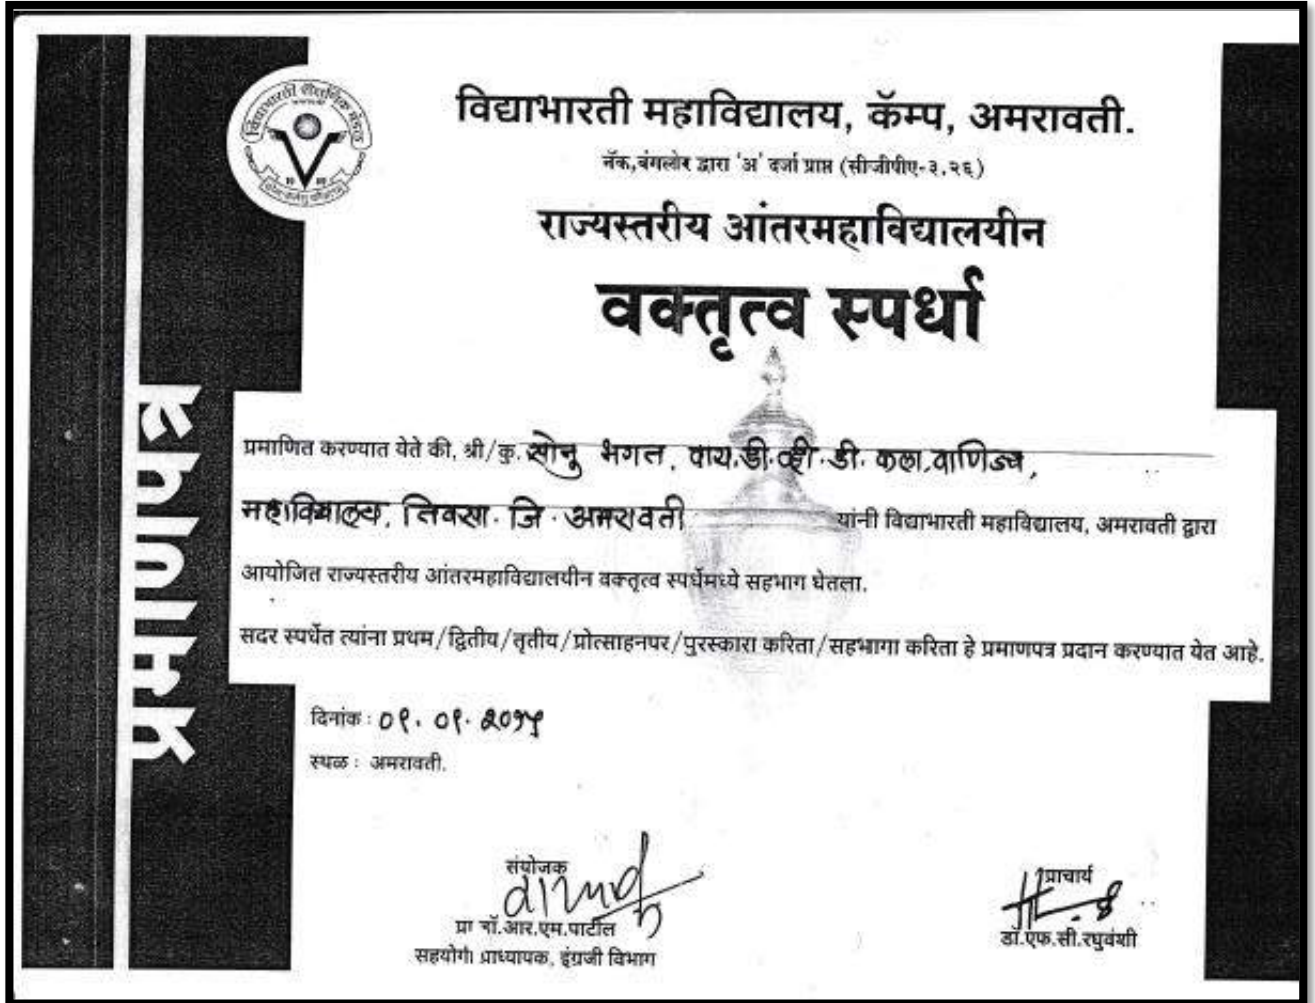 विद्याभारती महाविद्यालय, कॅम्प, अमरावती.
नॅक,बंगलोर द्वारा 'अ' दर्जा प्राप्त (सीजीपीए-३.२६)
राज्यस्तरीय आंतरमहाविद्यालयीन
वक्तृत्व स्पर्धा
प्रमाणपत्र
प्रमाणित करण्यात येते की, श्री/कु. सोनू भगत, वाय.डी.व्ही.डी. कला,वाणिज्य,
महाविद्यालय, तिवसा. जि. अमरावती यांनी विद्याभारती महाविद्यालय, अमरावती द्वारा
आयोजित राज्यस्तरीय आंतरमहाविद्यालयीन वक्तृत्व स्पर्धेमध्ये सहभाग घेतला.
सदर स्पर्धेत त्यांना प्रथम/द्वितीय/तृतीय/प्रोत्साहनपर/पुरस्कारा करिता/सहभागा करिता हे प्रमाणपत्र प्रदान करण्यात येत आहे.
दिनांक : ०९. ०९. २०१५
स्थळ : अमरावती.
संयोजक
प्रा डॉ.आर.एम.पाटील
सहयोगी प्राध्यापक, इंग्रजी विभाग
प्राचार्य
डॉ.एफ.सी.रघुवंशी